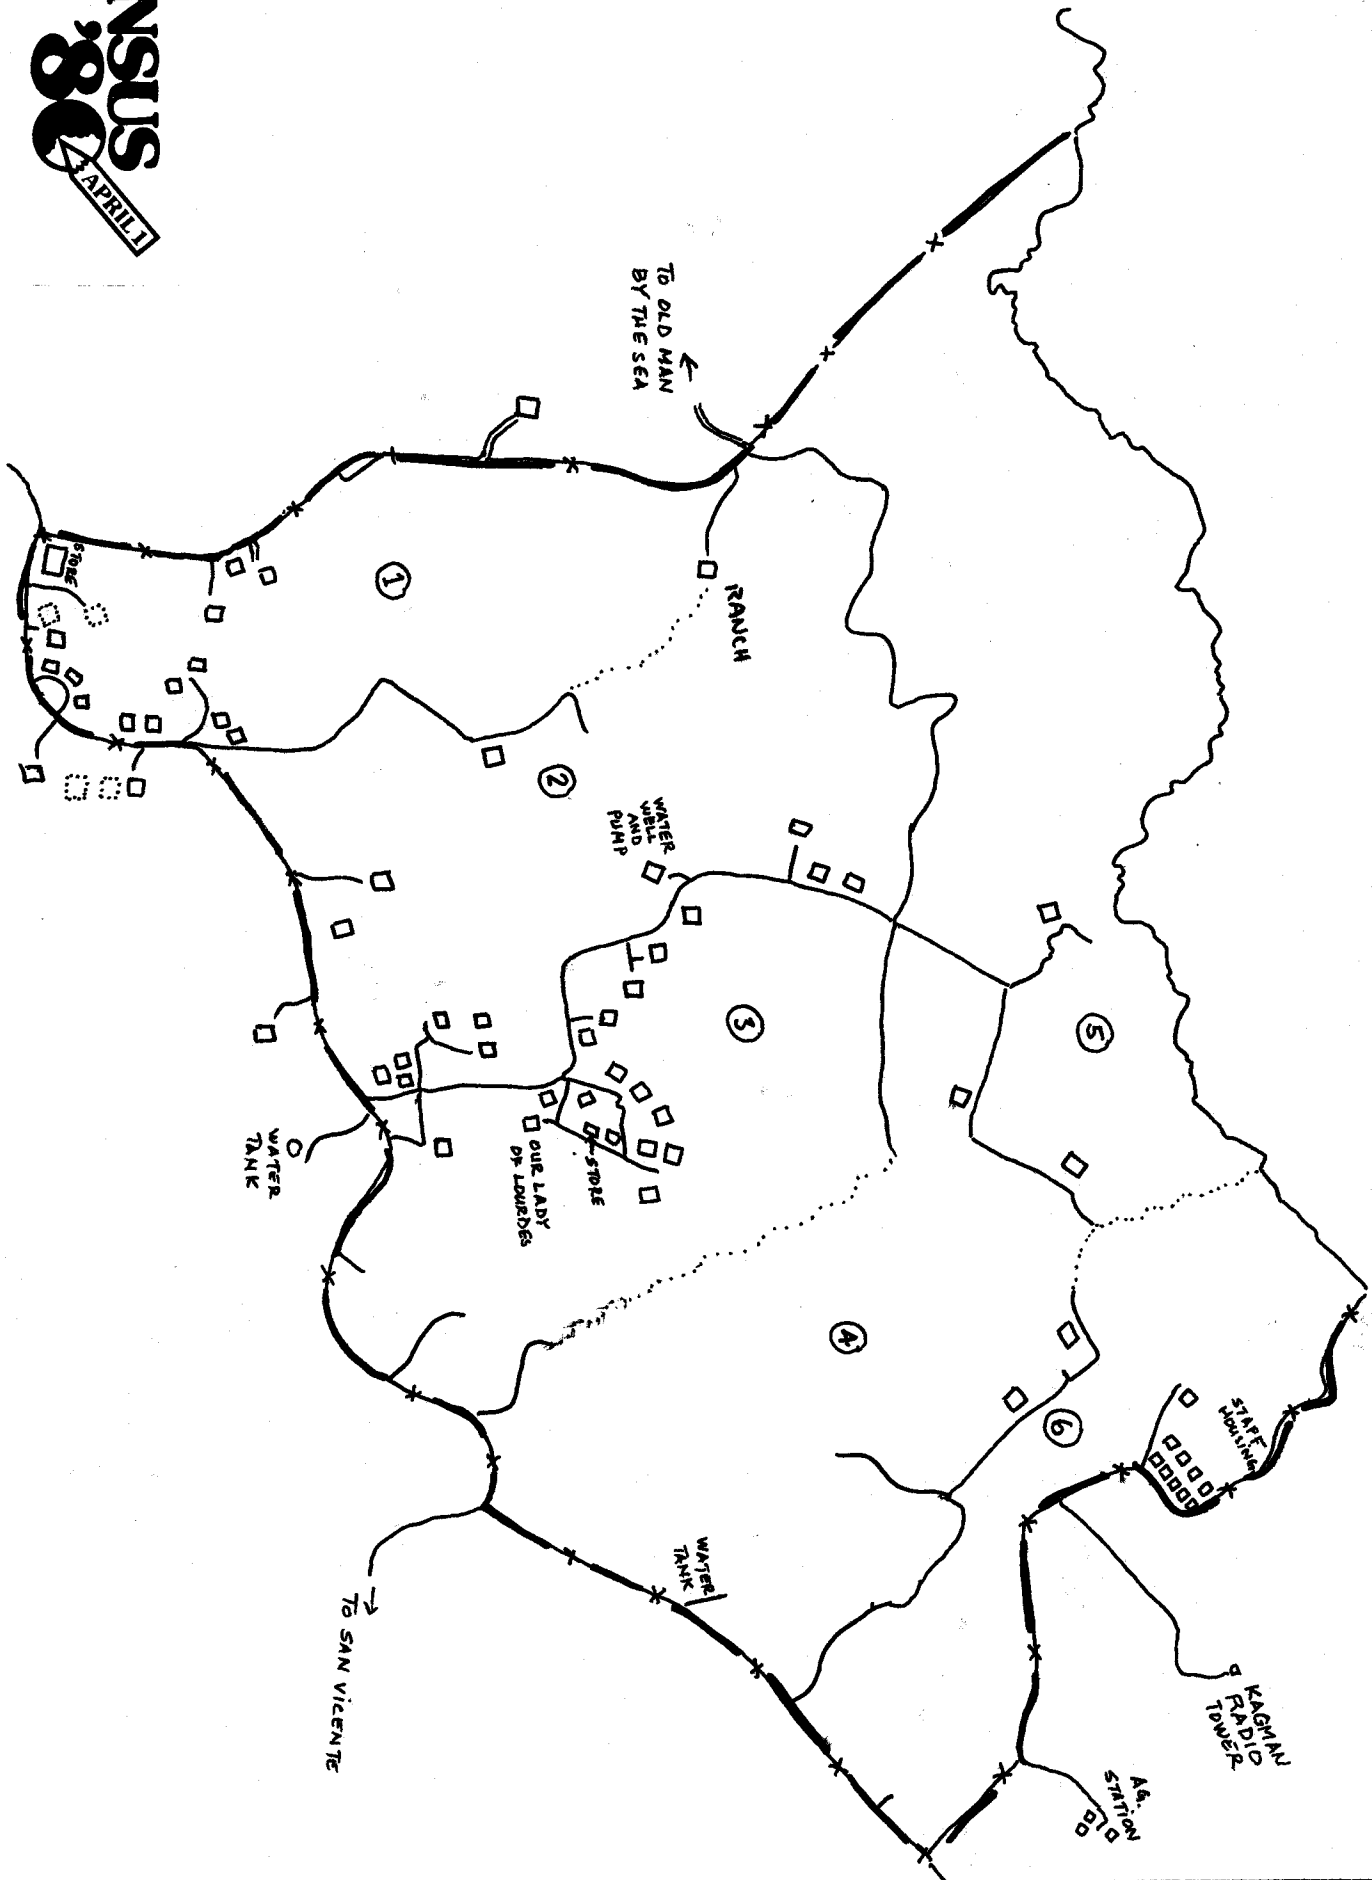 STAFF
HOUSING
KAGMAN
RADIO
TOWER
AG.
STATION
5
6
4
3
RANCH
WATER
TANK
TO OLD MAN
BY THE SEA
WATER
WELL
AND
PUMP
2
STORE
OUR LADY
OF LOURDES
1
TO SAN VICENTE
WATER
TANK
STORE
NSUS
'80
APRIL 1